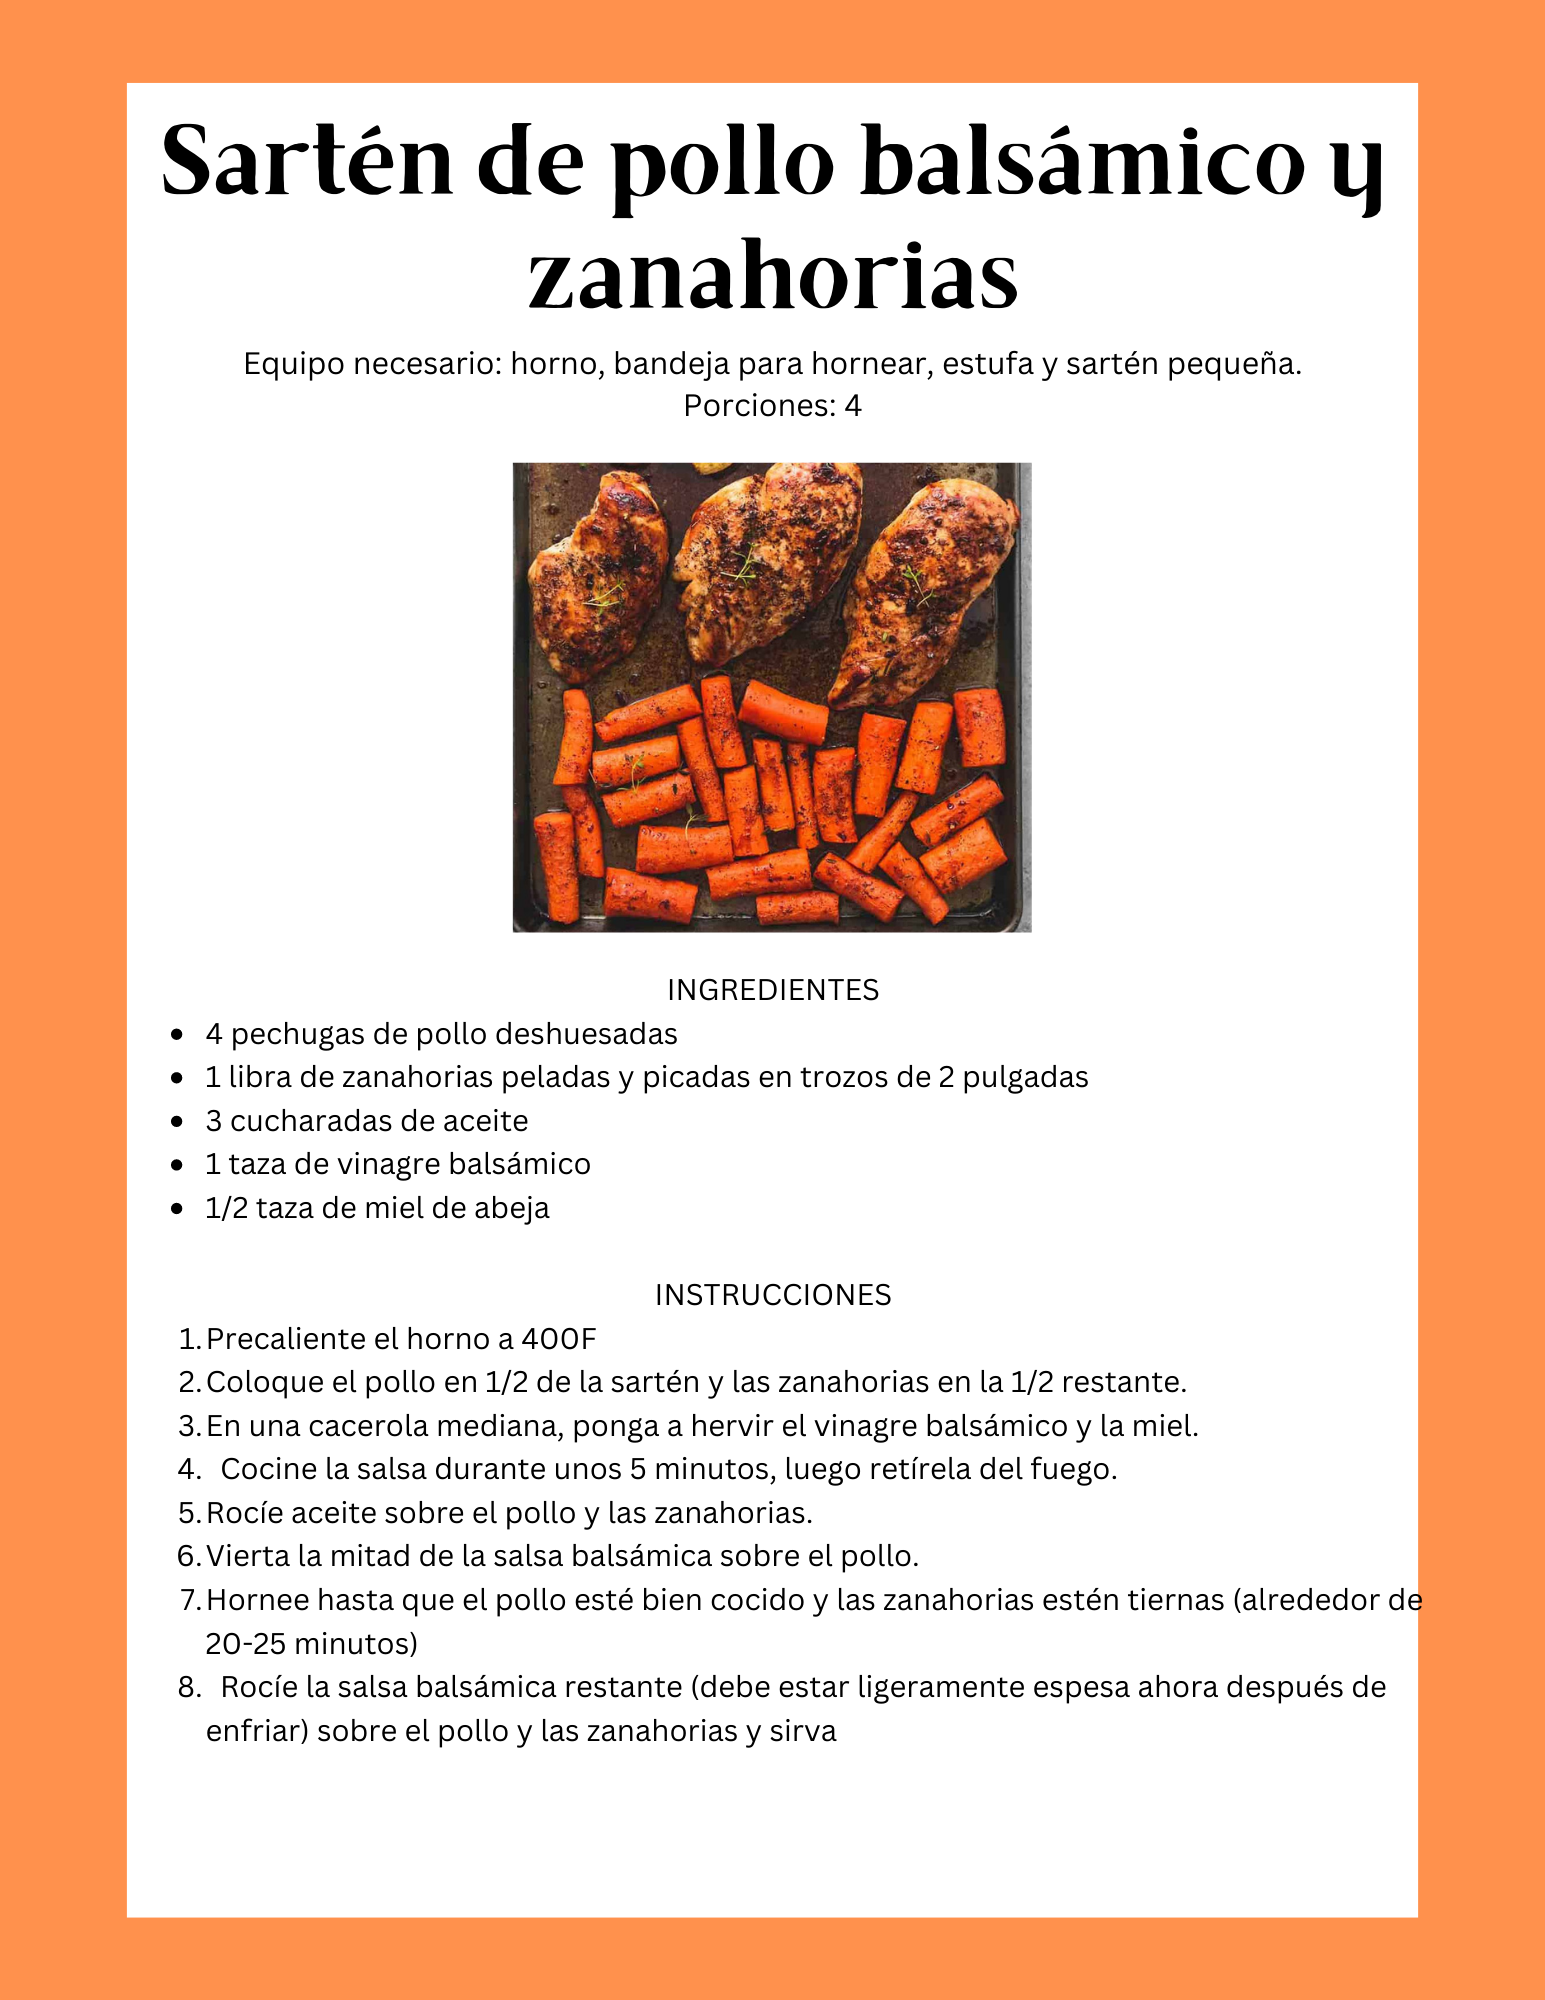 Sartén de pollo balsámico y
zanahorias
Equipo necesario: horno, bandeja para hornear, estufa y sartén pequeña.
Porciones: 4
INGREDIENTES
• 4 pechugas de pollo deshuesadas
• 1 libra de zanahorias peladas y picadas en trozos de 2 pulgadas
• 3 cucharadas de aceite
• 1 taza de vinagre balsámico
• 1/2 taza de miel de abeja
INSTRUCCIONES
1. Precaliente el horno a 400F
2. Coloque el pollo en 1/2 de la sartén y las zanahorias en la 1/2 restante.
3. En una cacerola mediana, ponga a hervir el vinagre balsámico y la miel.
4. Cocine la salsa durante unos 5 minutos, luego retírela del fuego.
5. Rocíe aceite sobre el pollo y las zanahorias.
6. Vierta la mitad de la salsa balsámica sobre el pollo.
7. Hornee hasta que el pollo esté bien cocido y las zanahorias estén tiernas (alrededor de
20-25 minutos)
8. Rocíe la salsa balsámica restante (debe estar ligeramente espesa ahora después de
enfriar) sobre el pollo y las zanahorias y sirva